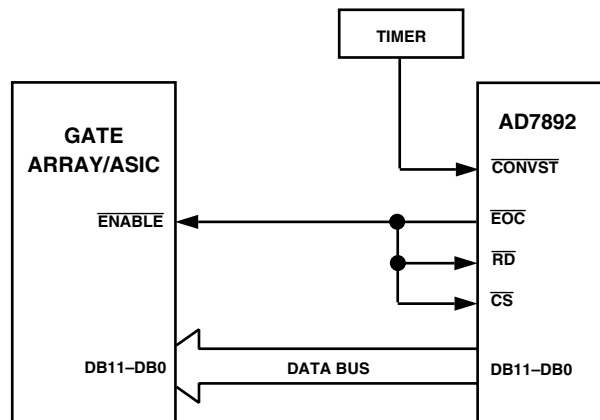 TIMER
GATE
ARRAY/ASIC
AD7892
CONVST
ENABLE
EOC
RD
CS
DB11–DB0
DATA BUS
DB11–DB0